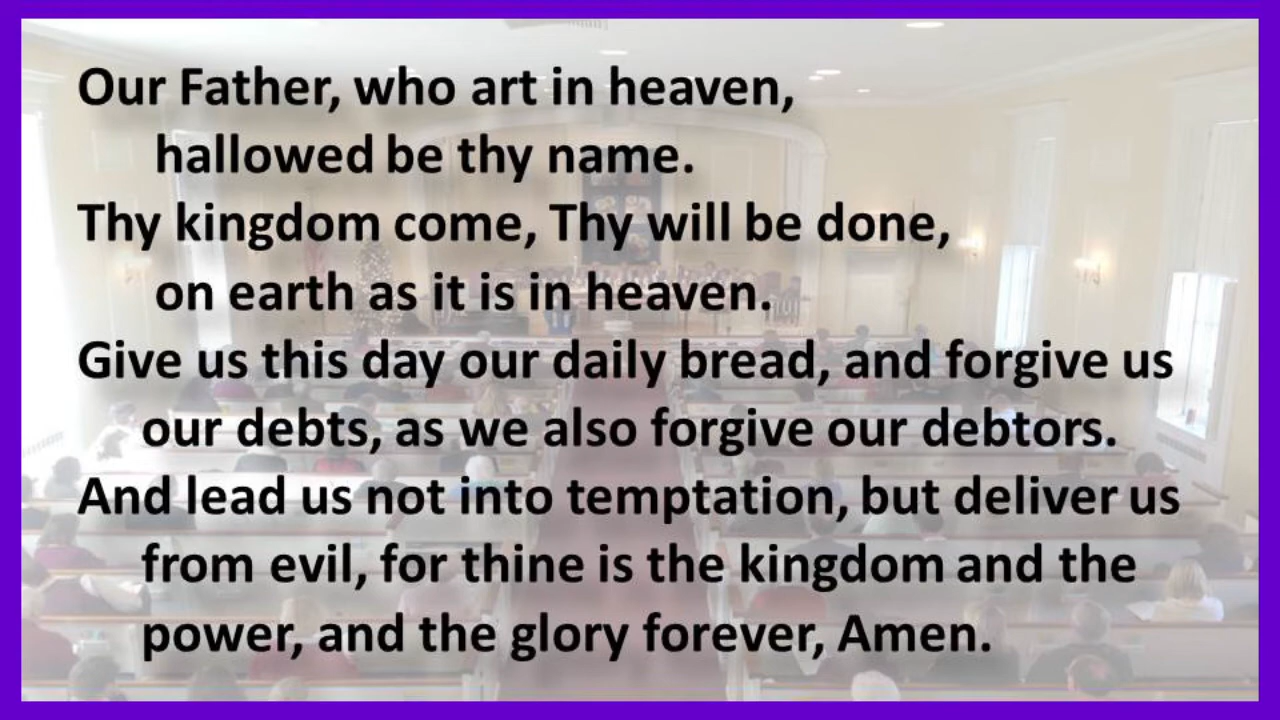 Our Father, who art in heaven,
hallowed be thy name.
Thy kingdom come, Thy will be done,
on earth as it is in heaven.
Give us this day our daily bread, and forgive us
our debts, as we also forgive our debtors.
And lead us not into temptation, but deliver us
from evil, for thine is the kingdom and the
power, and the glory forever, Amen.